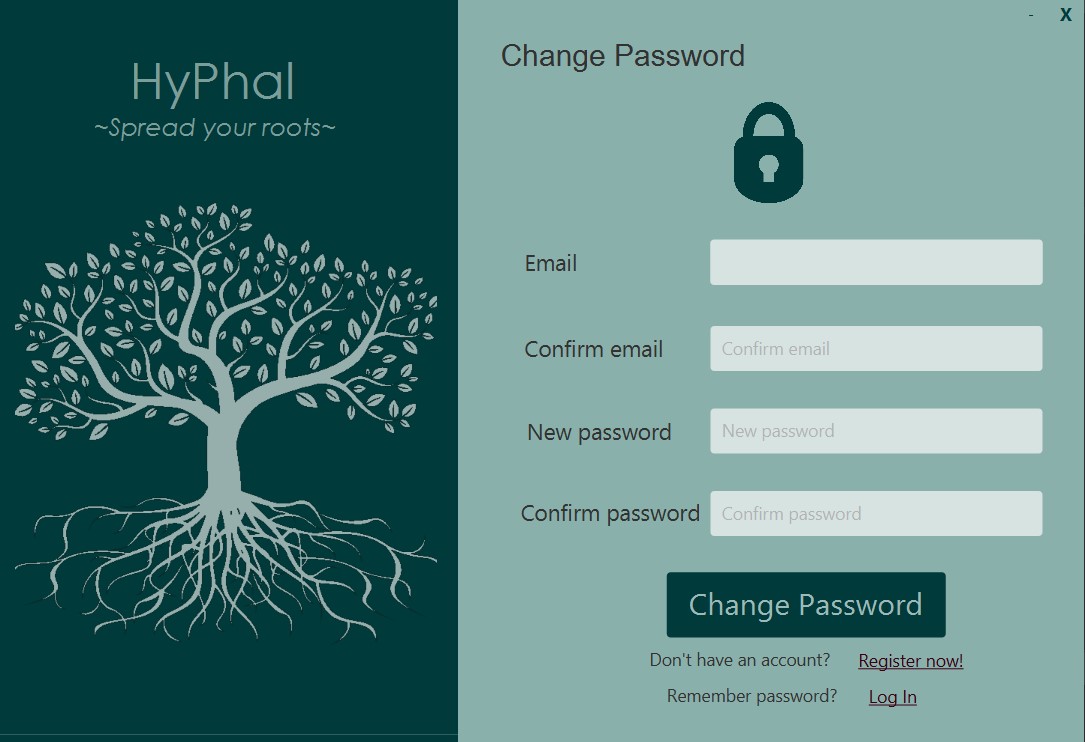 HyPhal
~Spread your roots~
- X
Change Password
Email
Confirm email Confirm email
New password New password
Confirm password Confirm password
Change Password
Don't have an account? Register now!
Remember password? Log In